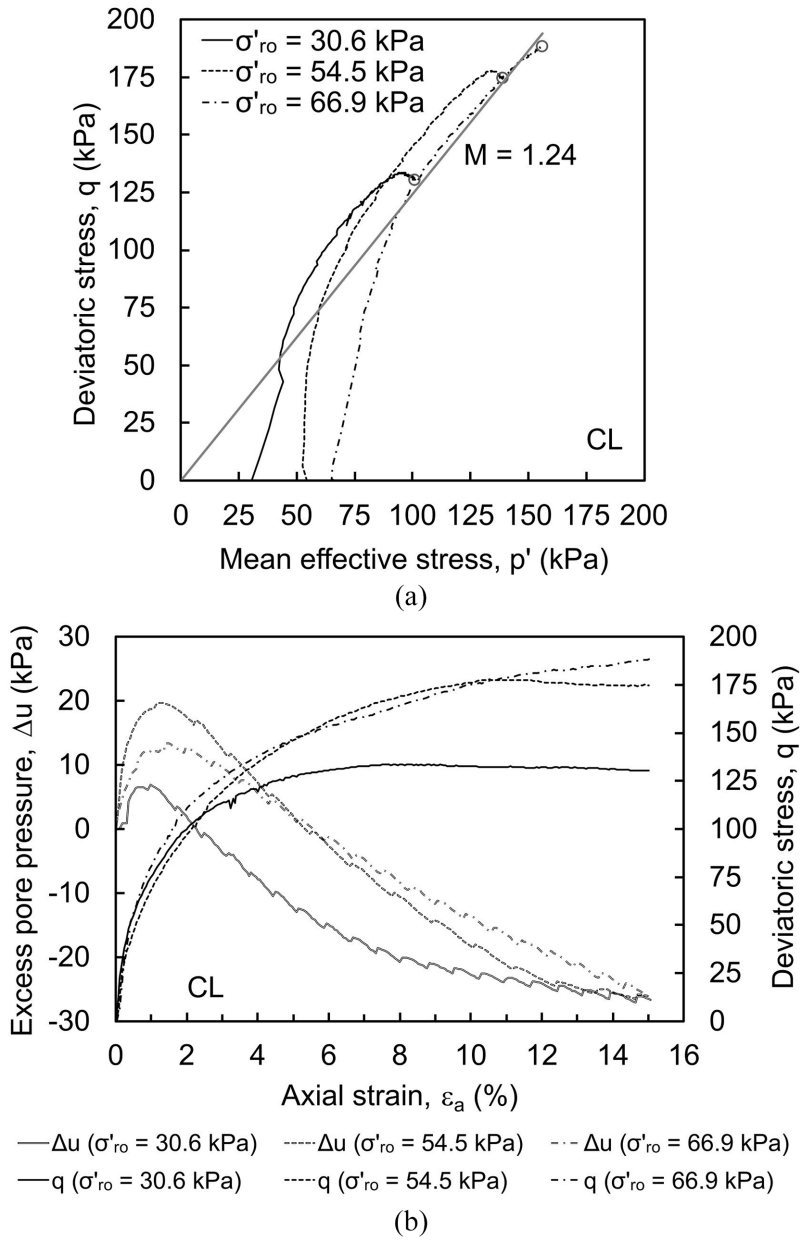 200
175
150
125
100
75
50
25
0
Deviatoric stress, q (kPa)
σ'ro = 30.6 kPa
σ'ro = 54.5 kPa
σ'ro = 66.9 kPa
M = 1.24
CL
0 25 50 75 100 125 150 175 200
Mean effective stress, p' (kPa)
(a)
30
20
10
0
-10
-20
-30
Excess pore pressure, Δu (kPa)
200
175
150
125
100
75
50
25
0
Deviatoric stress, q (kPa)
CL
0 2 4 6 8 10 12 14 16
Axial strain, εa (%)
Δu (σ'ro = 30.6 kPa) Δu (σ'ro = 54.5 kPa) Δu (σ'ro = 66.9 kPa)
q (σ'ro = 30.6 kPa) q (σ'ro = 54.5 kPa) q (σ'ro = 66.9 kPa)
(b)